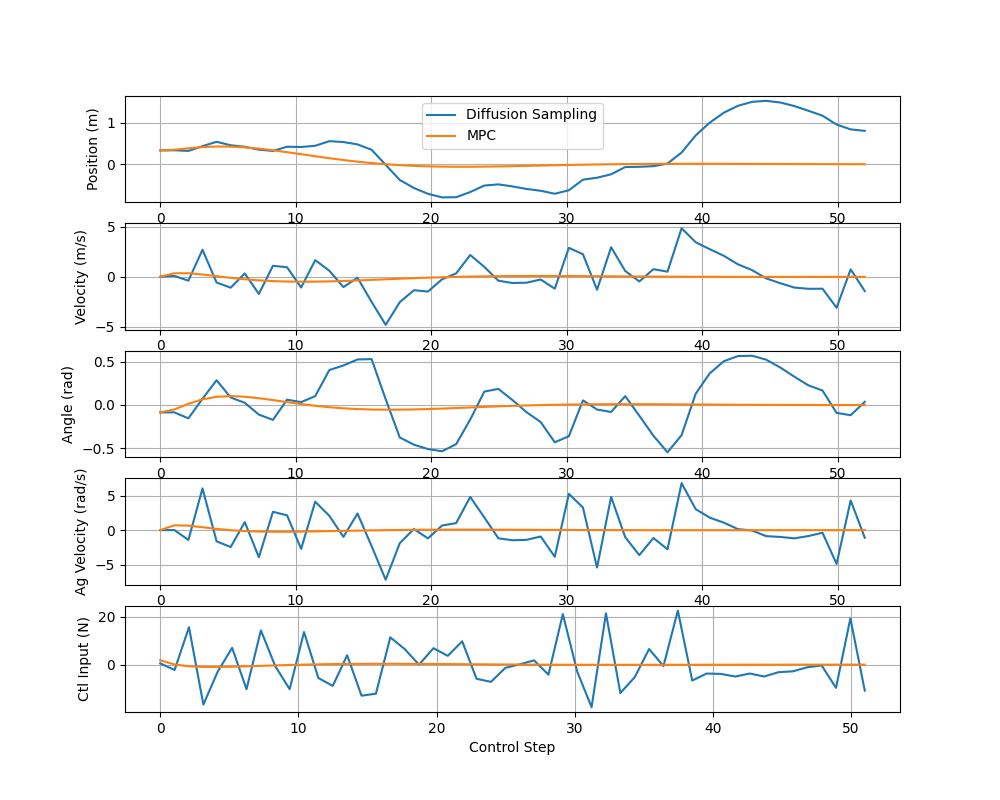 Position (m)
1
0
Diffusion Sampling
MPC
0 10 20 30 40 50
Velocity (m/s)
5
0
−5
0 10 20 30 40 50
Angle (rad)
0.5
0.0
−0.5
0 10 20 30 40 50
Ag Velocity (rad/s)
5
0
−5
0 10 20 30 40 50
Ctl Input (N)
20
0
0 10 20 30 40 50
Control Step